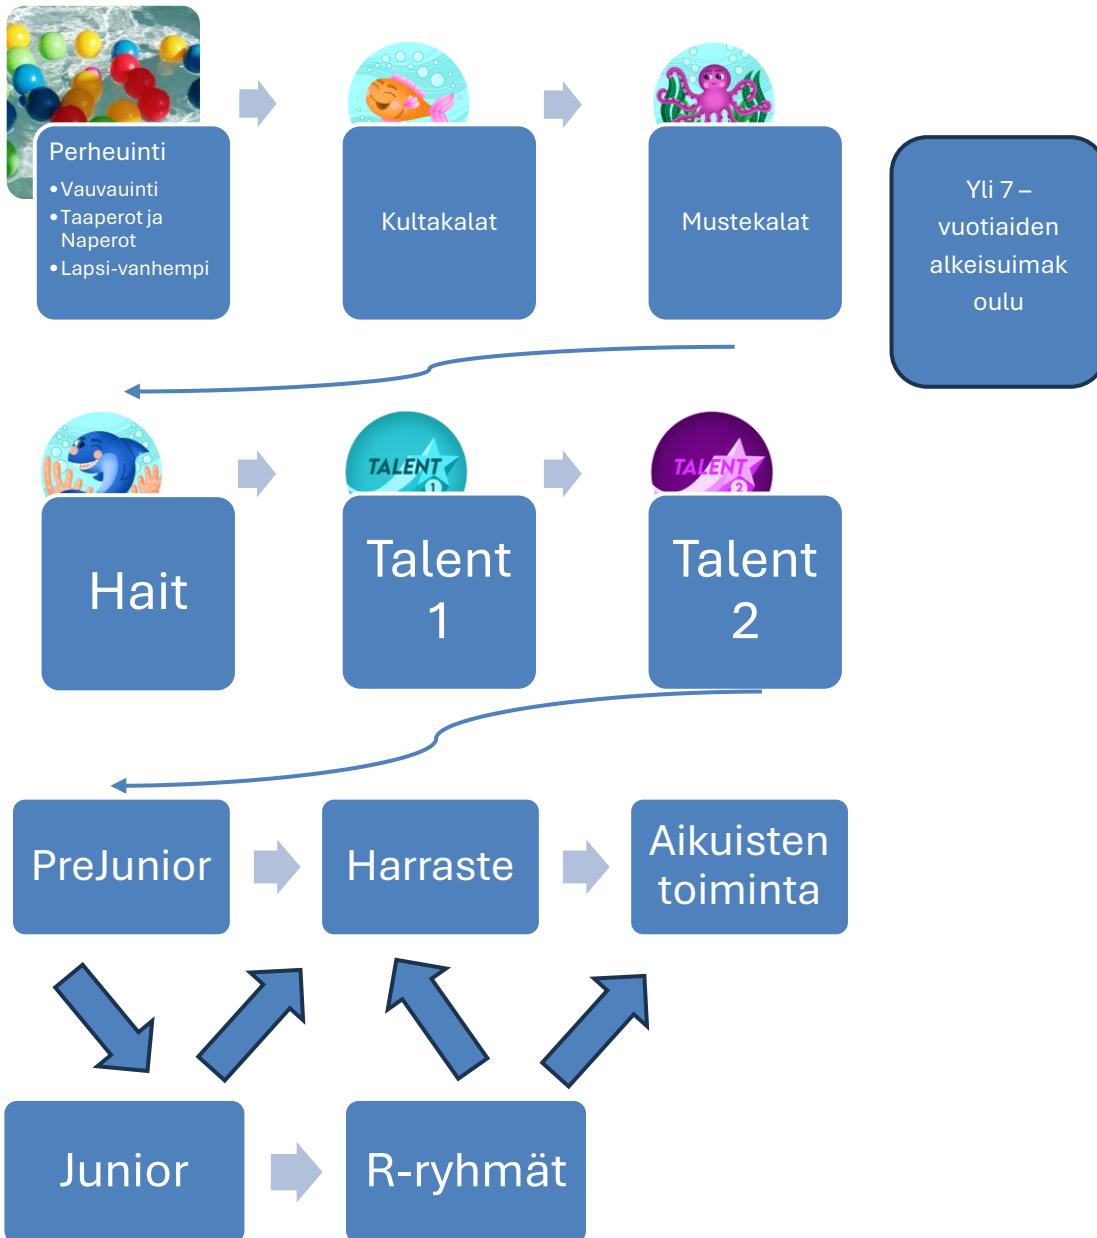 Perheuinti
•Vauvauinti
•Taaperot ja
Naperot
•Lapsi-vanhempi
Kultakalat
Mustekalat
Yli 7 –
vuotiaiden
alkeisuimak
oulu
TALENT
1
TALENT
2
Hait
Talent
1
Talent
2
PreJunior
Harraste
Aikuisten
toiminta
Junior
R-ryhmät